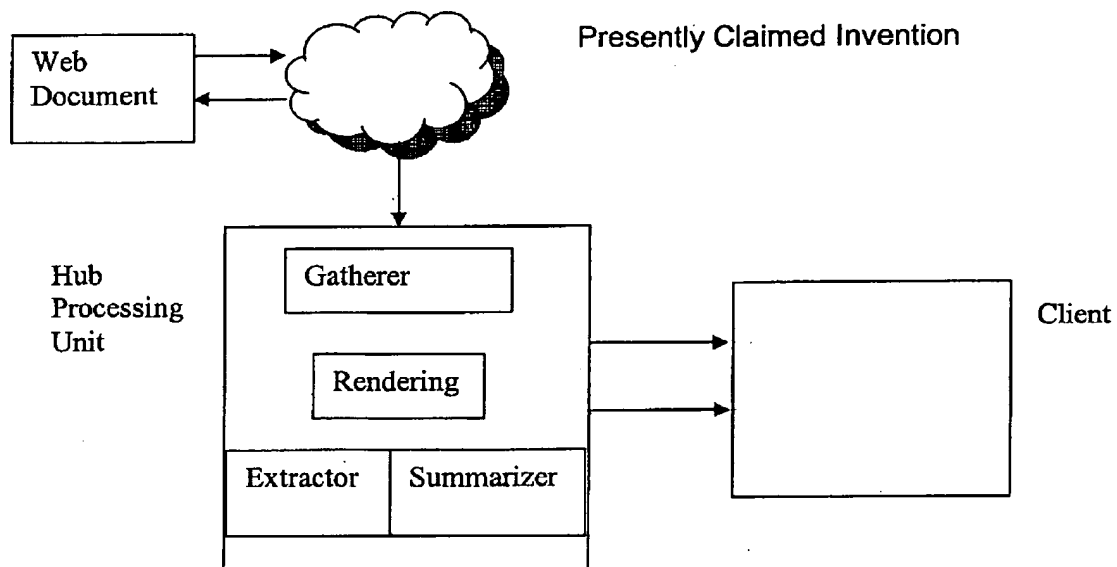 Presently Claimed Invention
Web
Document
Hub
Processing
Unit
Gatherer
Rendering
Extractor
Summarizer
Client